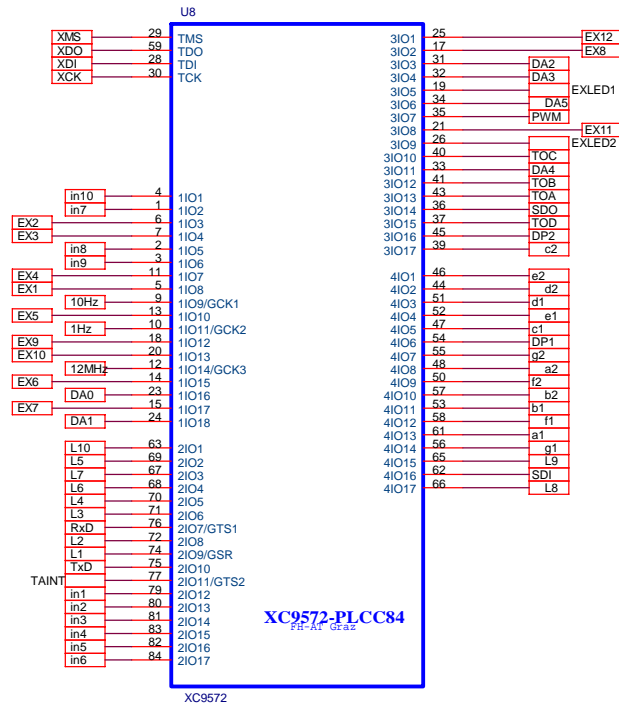 U8
XMS 29 TMS
XDO 59 TDO
XDI 28 TDI
XCK 30 TCK
in10 4 1IO1
in7 1 1IO2
EX2 6 1IO3
EX3 7 1IO4
in8 2 1IO5
in9 3 1IO6
EX4 11 1IO7
EX1 5 1IO8
10Hz 9 1IO9/GCK1
EX5 13 1IO10
1Hz 10 1IO11/GCK2
EX9 18 1IO12
EX10 20 1IO13
12MHz 12 1IO14/GCK3
EX6 14 1IO15
DA0 23 1IO16
EX7 15 1IO17
DA1 24 1IO18
L10 63 2IO1
L5 69 2IO2
L7 67 2IO3
L6 68 2IO4
L4 70 2IO5
L3 71 2IO6
RxD 76 2IO7/GTS1
L2 72 2IO8
L1 74 2IO9/GSR
TxD 75 2IO10
TAINT 77 2IO11/GTS2
in1 79 2IO12
in2 80 2IO13
in3 81 2IO14
in4 83 2IO15
in5 82 2IO16
in6 84 2IO17
3IO1 25 EX12
3IO2 17 EX8
3IO3 31 DA2
3IO4 32 DA3
3IO5 19 EXLED1
3IO6 34 DA5
3IO7 35 PWM
3IO8 21 EX11
3IO9 26 EXLED2
3IO10 40 TOC
3IO11 33 DA4
3IO12 41 TOB
3IO13 43 TOA
3IO14 36 SDO
3IO15 37 TOD
3IO16 45 DP2
3IO17 39 c2
4IO1 46 e2
4IO2 44 d2
4IO3 51 d1
4IO4 52 e1
4IO5 47 c1
4IO6 54 DP1
4IO7 55 g2
4IO8 48 a2
4IO9 50 f2
4IO10 57 b2
4IO11 53 b1
4IO12 58 f1
4IO13 61 a1
4IO14 56 g1
4IO15 65 L9
4IO16 62 SDI
4IO17 66 L8
XC9572-PLCC84
FH-AT Graz
XC9572